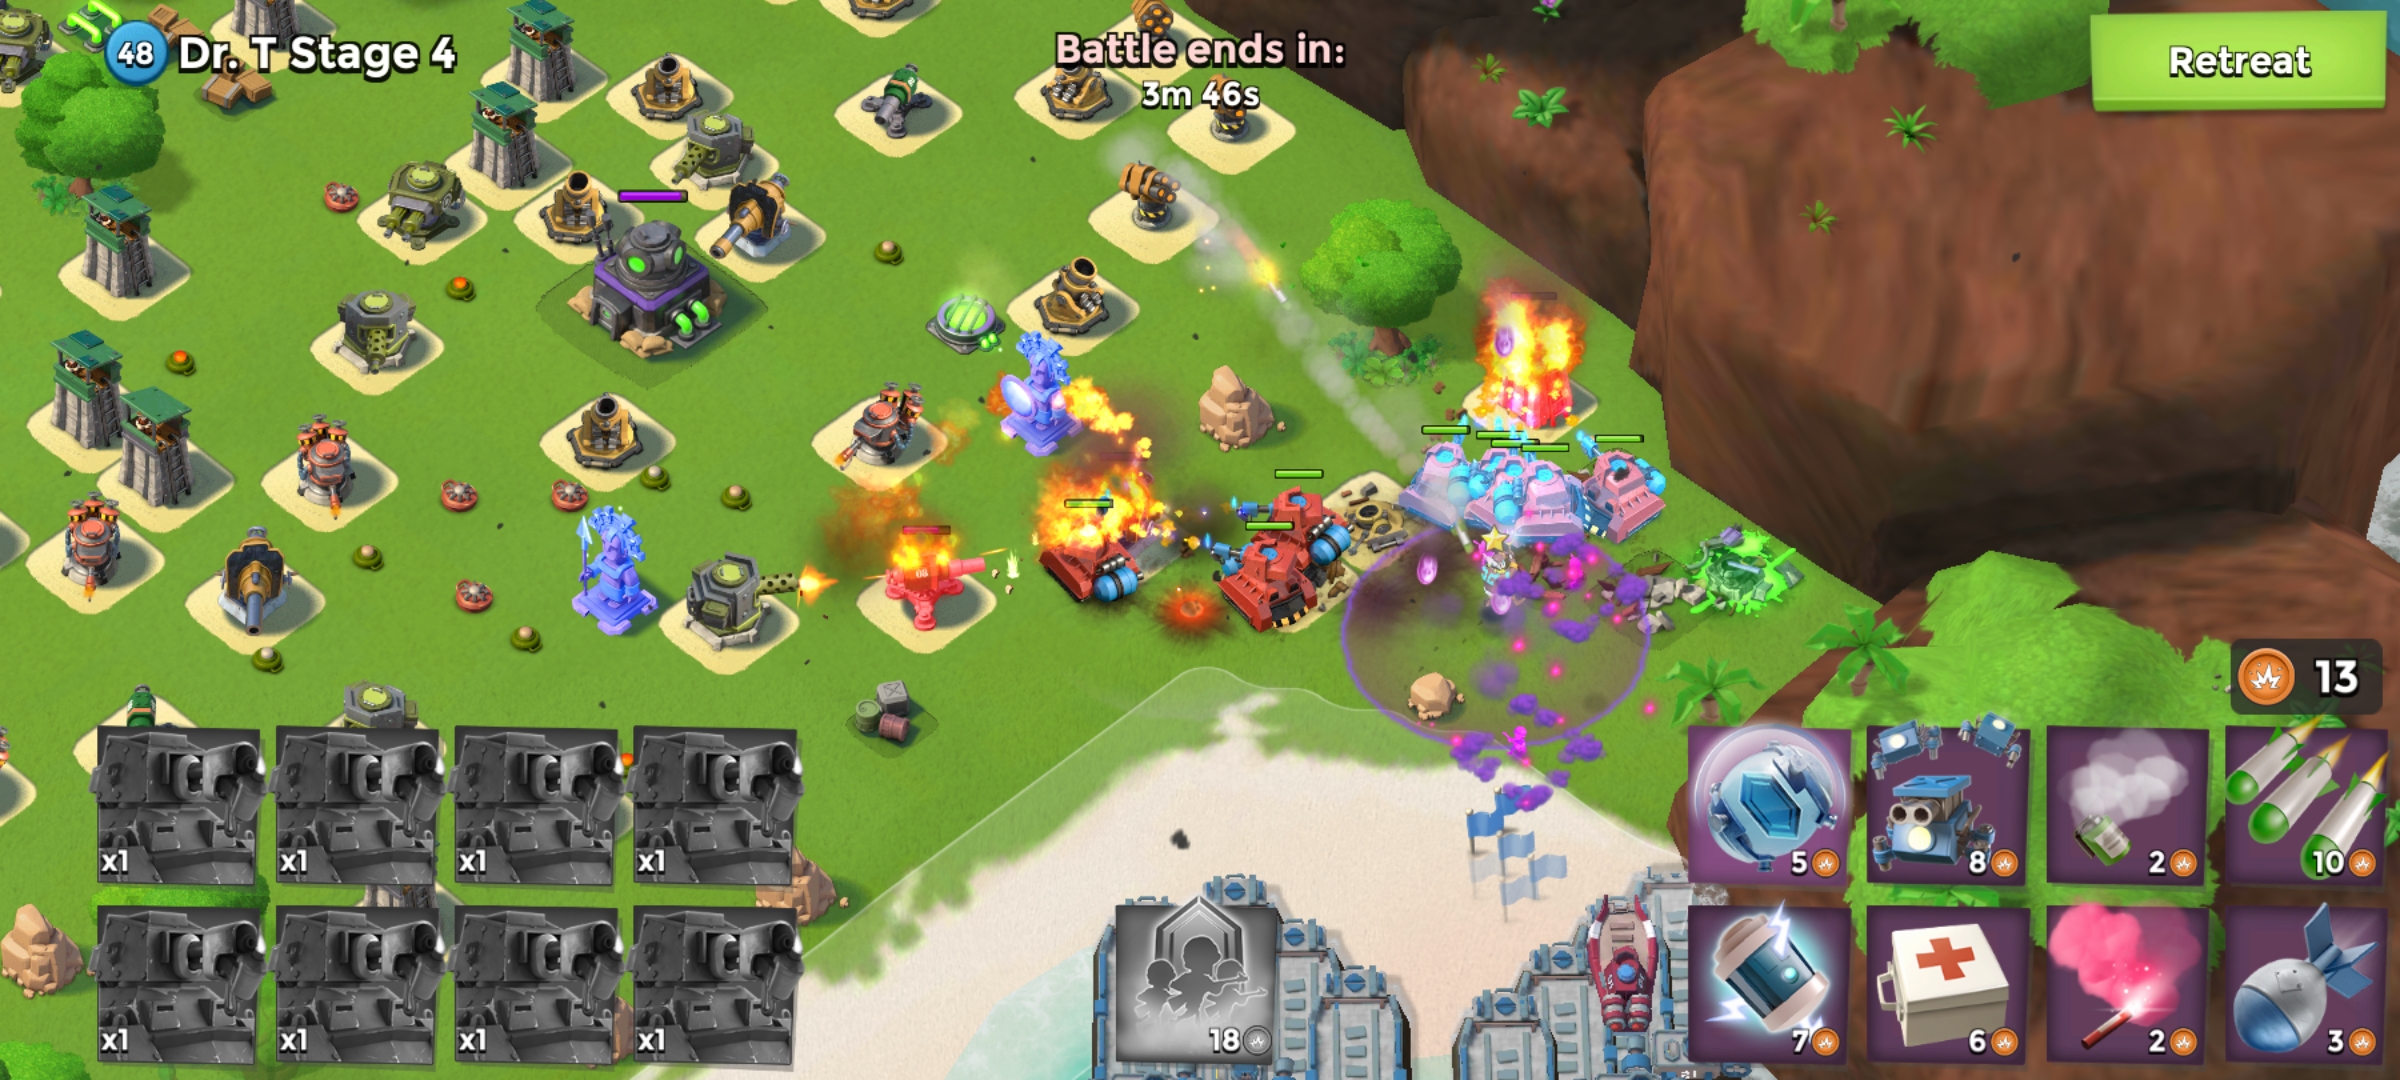 48 Dr. T Stage 4
Battle ends in:
3m 46s
Retreat
13
x1 x1 x1 x1
5 8 2 10
x1 x1 x1 x1
18
7 6 2 3